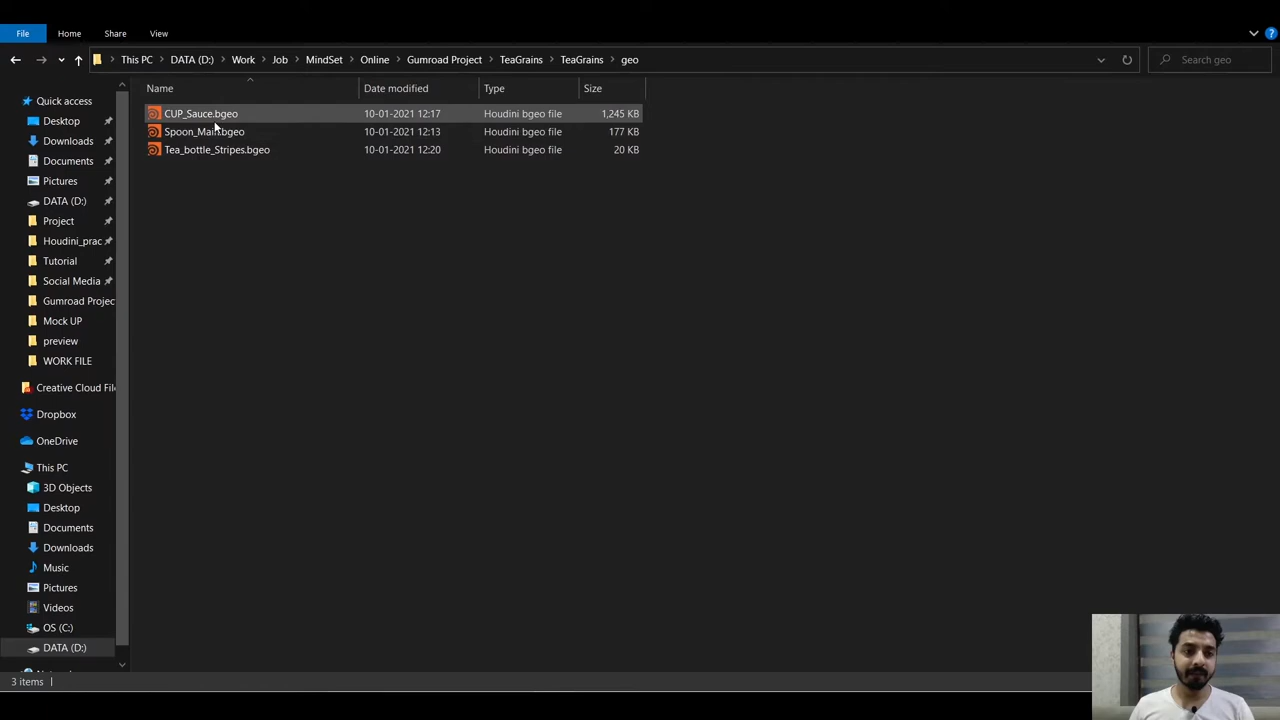 File Home Share View
This PC > DATA (D:) > Work > Job > MindSet > Online > Gumroad Project > TeaGrains > TeaGrains > geo
Search geo
Name Date modified Type Size
CUP_Sauce.bgeo 10-01-2021 12:17 Houdini bgeo file 1,245 KB
Spoon_Main.bgeo 10-01-2021 12:13 Houdini bgeo file 177 KB
Tea_bottle_Stripes.bgeo 10-01-2021 12:20 Houdini bgeo file 20 KB
Quick access
Desktop
Downloads
Documents
Pictures
DATA (D:)
Project
Houdini_prac
Tutorial
Social Media
Gumroad Projec
Mock UP
preview
WORK FILE
Creative Cloud File
Dropbox
OneDrive
This PC
3D Objects
Desktop
Documents
Downloads
Music
Pictures
Videos
OS (C:)
DATA (D:)
3 items